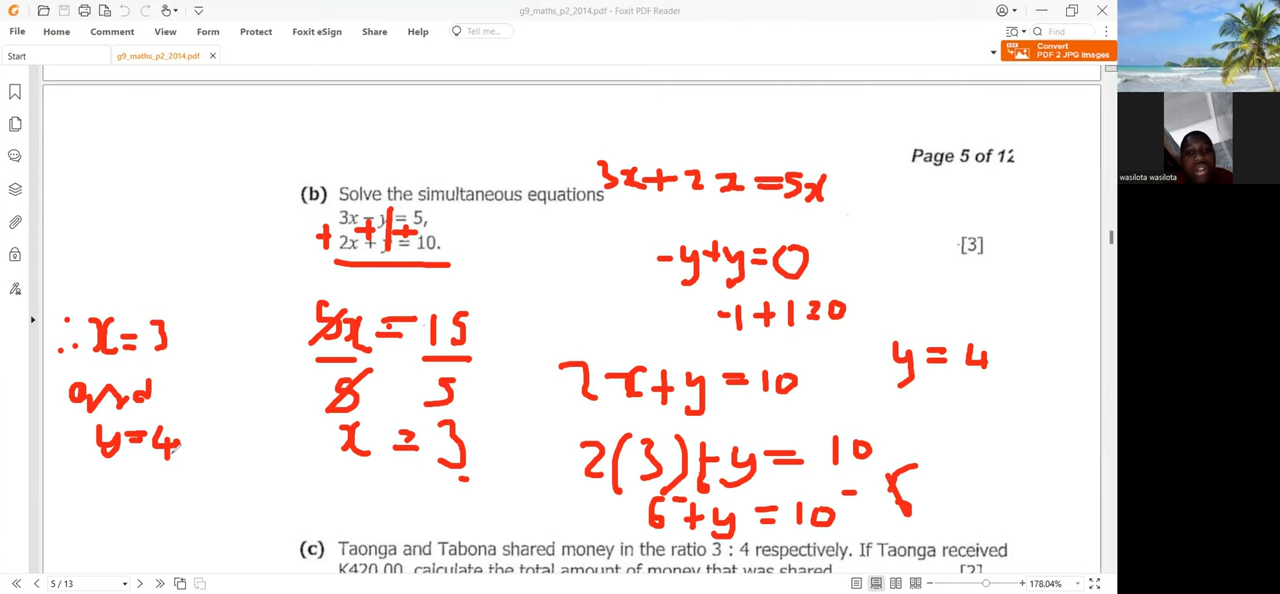 g9_maths_p2_2014.pdf - Foxit PDF Reader
File Home Comment View Form Protect Foxit eSign Share Help Tell me... Find
Start g9_maths_p2_2014.pdf
Convert
PDF 2 JPG Images
Page 5 of 12
3x + 2x = 5x
(b) Solve the simultaneous equations
3x - y = 5,
2x + y = 10.
[3]
+ + +
-y+y=0
-1+1=0
5x = 15
5 5
x = 3
∴ x = 3
and
y=4
y = 4
2x+y = 10
2(3)+y = 10
6 + y = 10 - 6
(c) Taonga and Tabona shared money in the ratio 3 : 4 respectively. If Taonga received
K420.00, calculate the total amount of money that was shared. [2]
wasilota wasilota
5 / 13
178.04%